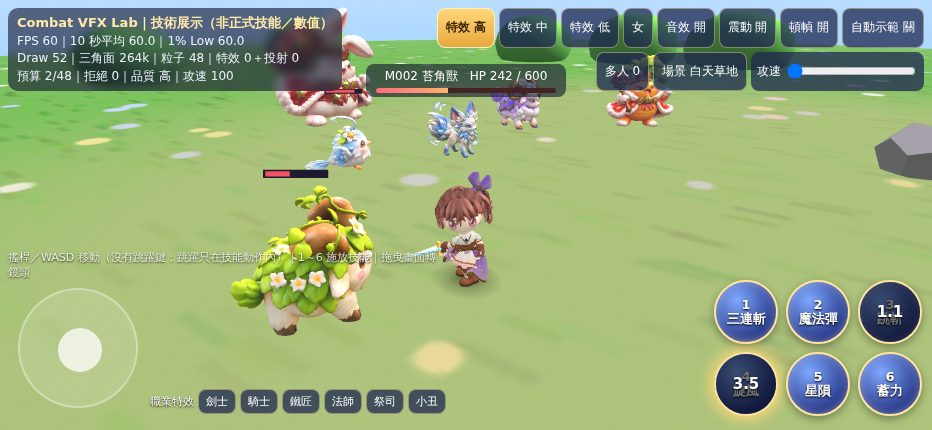 Combat VFX Lab｜技術展示（非正式技能／數值）
FPS 60｜10 秒平均 60.0｜1% Low 60.0
Draw 52｜三角面 264k｜粒子 48｜特效 0＋投射 0
預算 2/48｜拒絕 0｜品質 高｜攻速 100
特效 高
特效 中
特效 低
女
音效 開
震動 開
頓幀 開
自動示範 關
多人 0
場景 白天草地
攻速
M002 苔角獸 HP 242 / 600
搖桿／WASD 移動（沒有跳躍鍵；跳躍只在技能動作內）｜1～6 施放技能｜拖曳畫面轉
鏡頭
1
三連斬
2
魔法彈
3
跳斬
1.1
4
旋風
3.5
5
星隕
6
蓄力
職業特效
劍士
騎士
鐵匠
法師
祭司
小丑